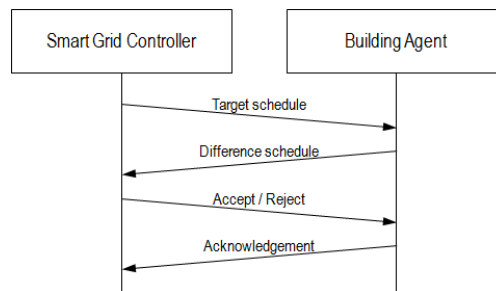 Smart Grid Controller
Building Agent
Target schedule
Difference schedule
Accept / Reject
Acknowledgement